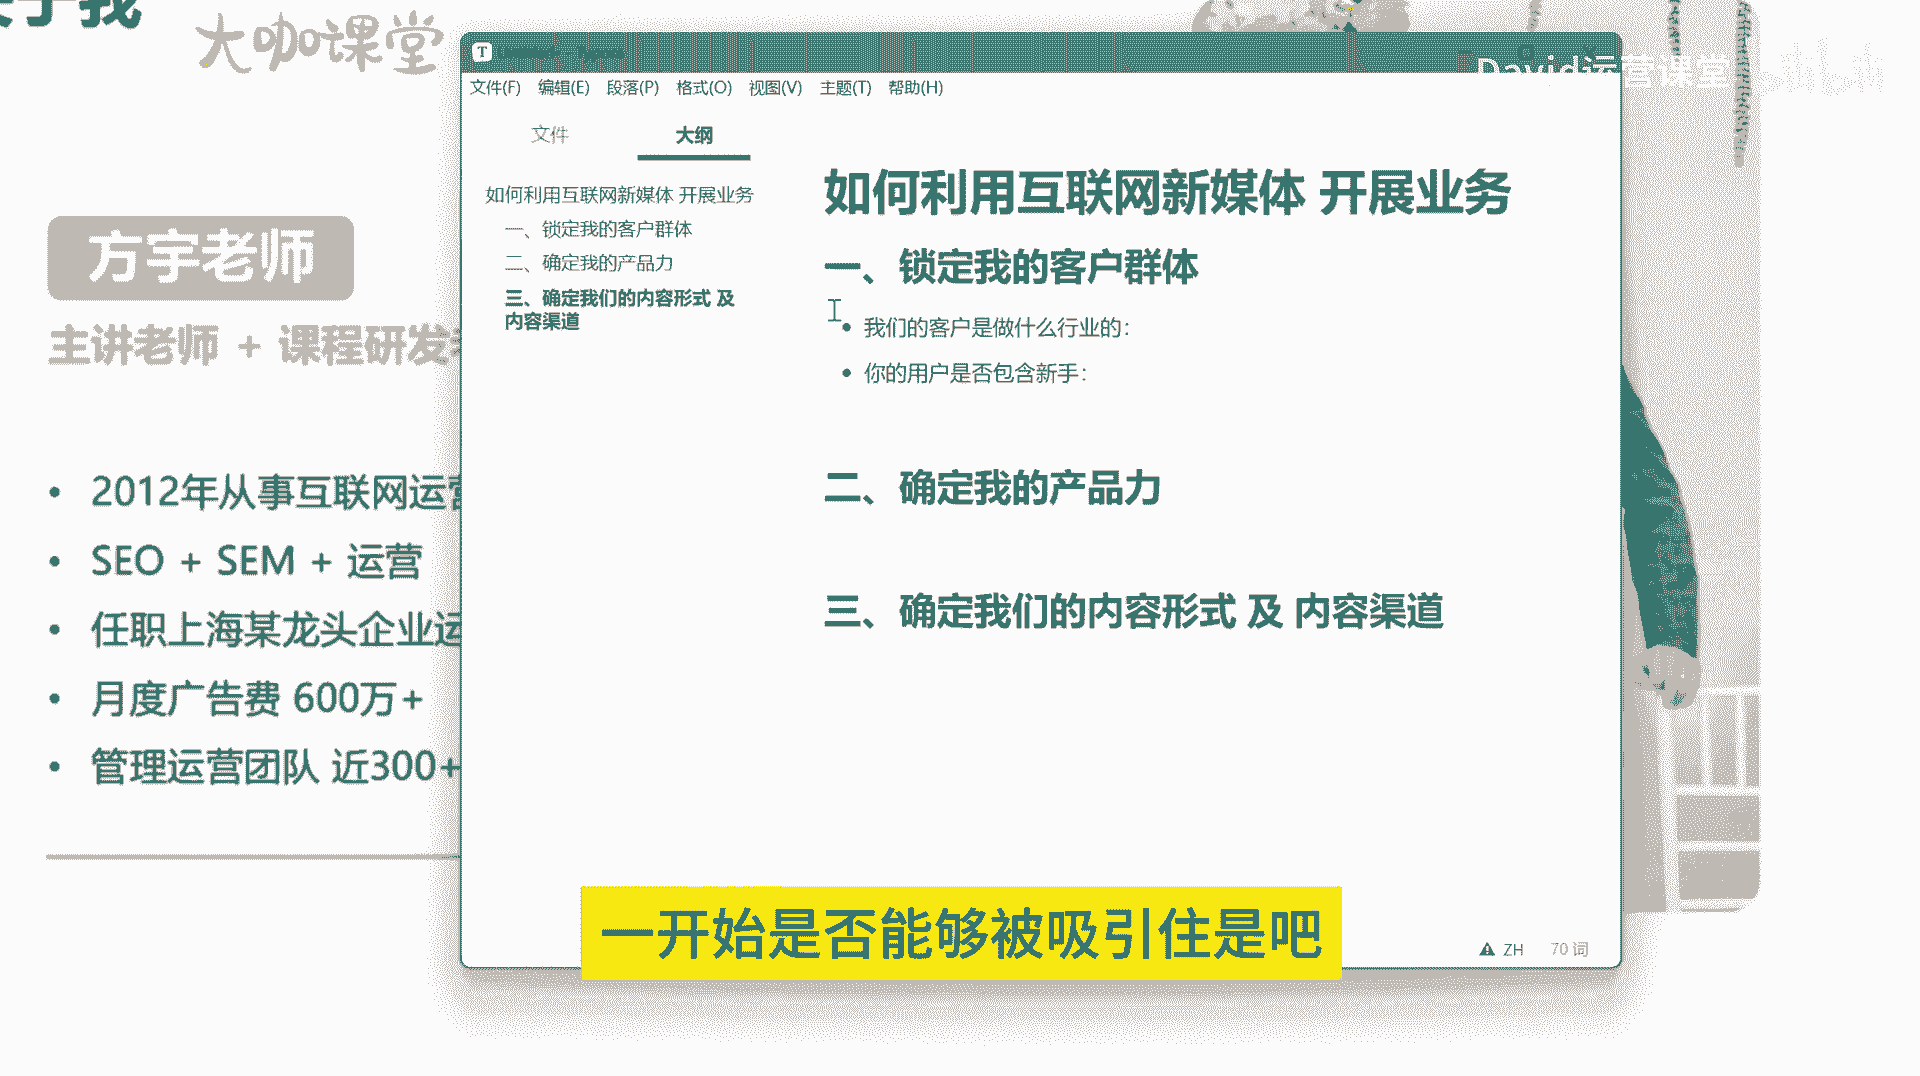 大咖课堂
方宇老师
主讲老师 + 课程研发
2012年从事互联网运营
SEO + SEM + 运营
任职上海某龙头企业运
月度广告费 600万+
管理运营团队 近300+
David运营课堂
文件(F) 编辑(E) 段落(P) 格式(O) 视图(V) 主题(T) 帮助(H)
文件 大纲
如何利用互联网新媒体 开展业务
一、锁定我的客户群体
二、确定我的产品力
三、确定我们的内容形式 及
内容渠道
如何利用互联网新媒体 开展业务
一、锁定我的客户群体
我们的客户是做什么行业的：
你的用户是否包含新手：
二、确定我的产品力
三、确定我们的内容形式 及 内容渠道
ZH 70 词
一开始是否能够被吸引住是吧